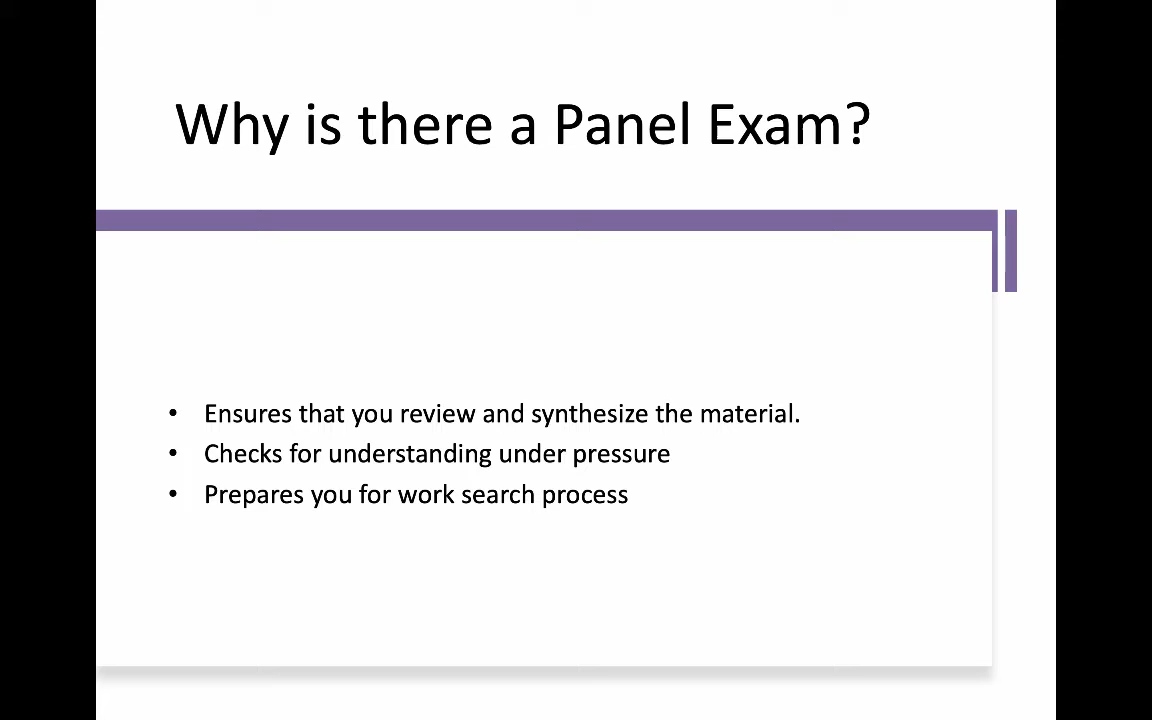 Why is there a Panel Exam?
• Ensures that you review and synthesize the material.
• Checks for understanding under pressure
• Prepares you for work search process